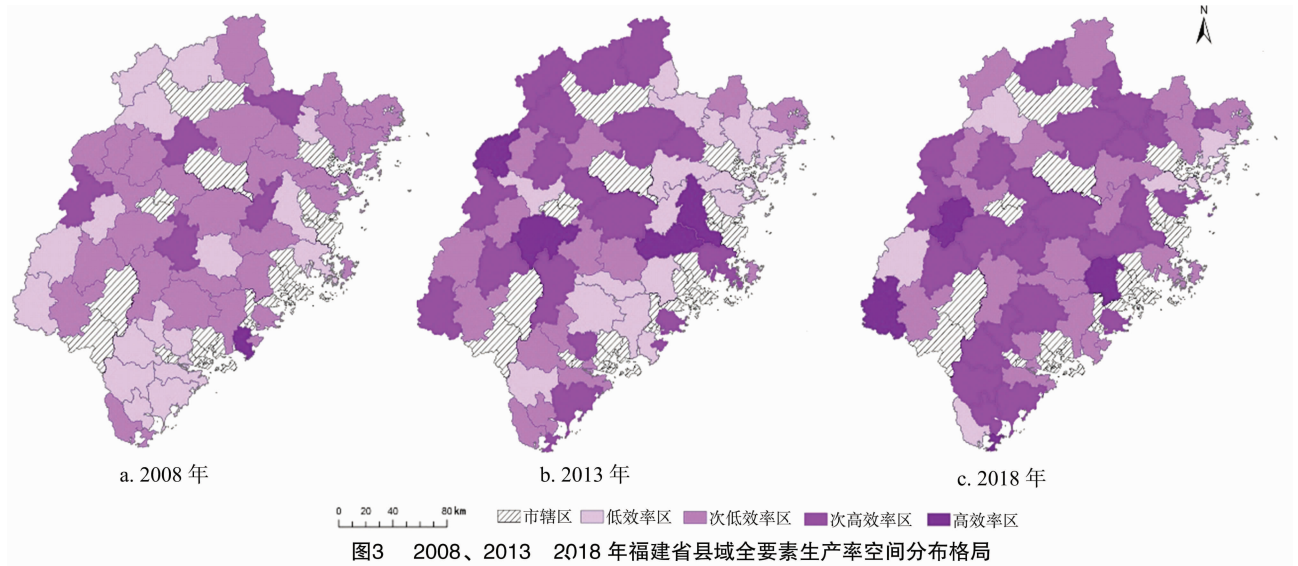 N
a. 2008 年
b. 2013 年
c. 2018 年
0 20 40 80 km
市辖区 低效率区 次低效率区 次高效率区 高效率区
图3 2008、2013 2018 年福建省县域全要素生产率空间分布格局